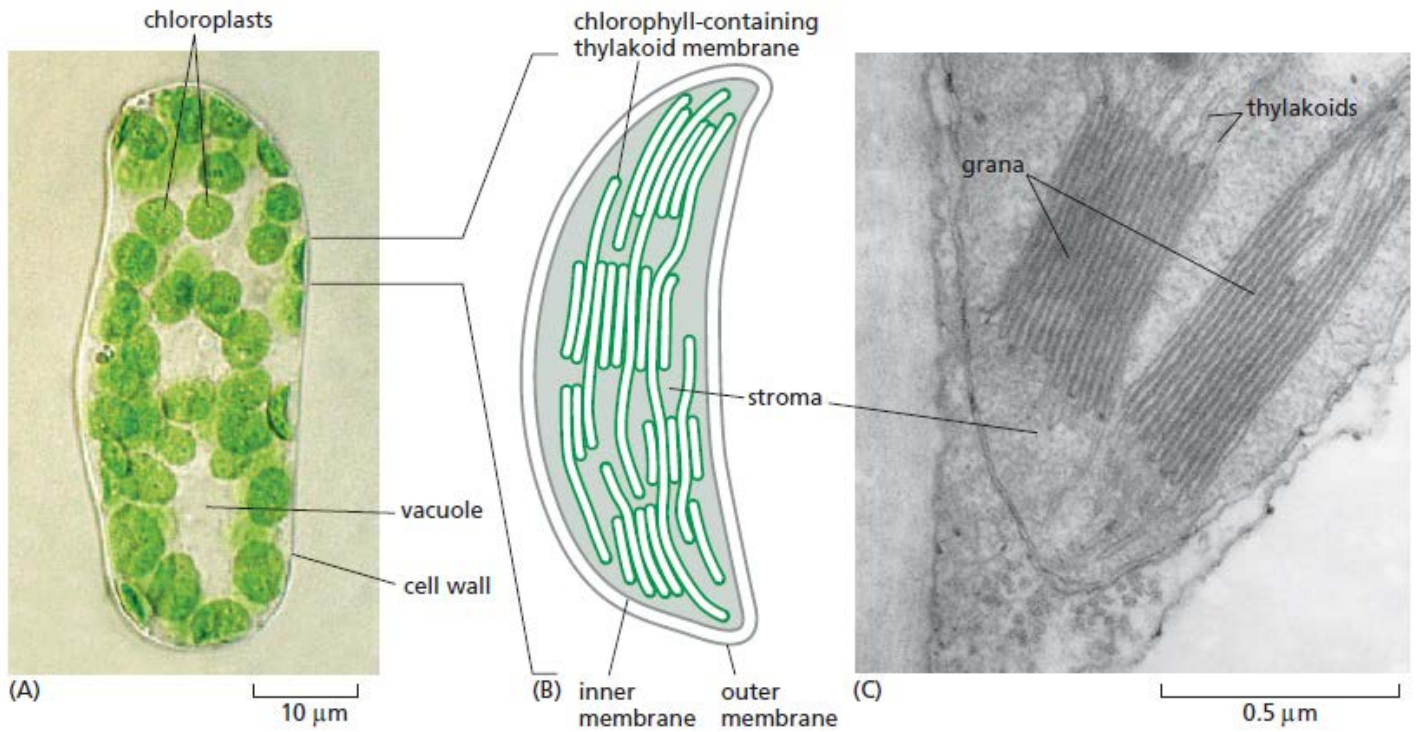 chloroplasts
chlorophyll-containing
thylakoid membrane
thylakoids
grana
stroma
vacuole
cell wall
(A)
10 μm
(B)
inner
membrane
outer
membrane
(C)
0.5 μm